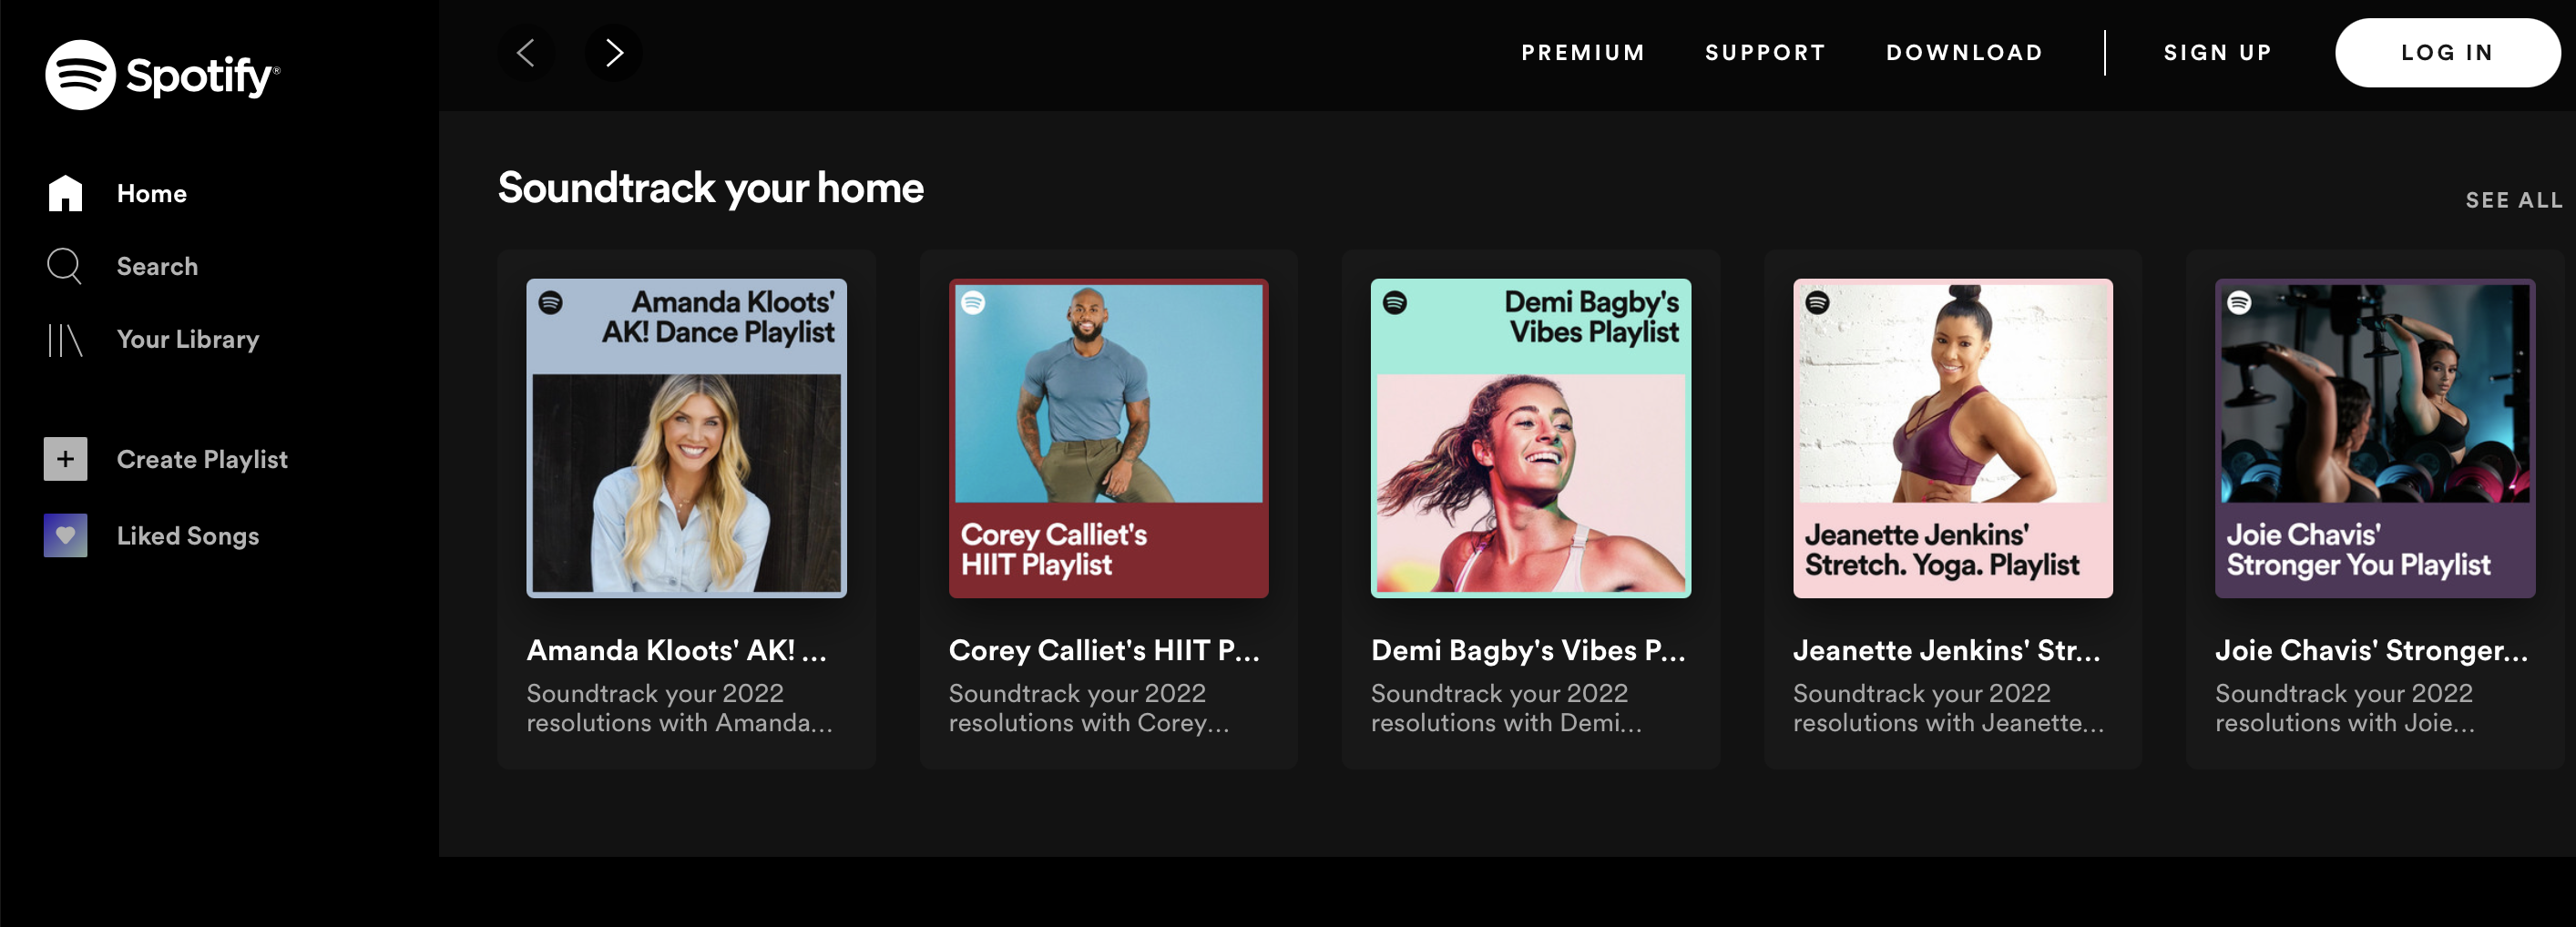 Spotify®
Home
Search
Your Library
Create Playlist
Liked Songs
PREMIUM
SUPPORT
DOWNLOAD
SIGN UP
LOG IN
Soundtrack your home
SEE ALL
Amanda Kloots'
AK! Dance Playlist
Amanda Kloots' AK! ...
Soundtrack your 2022
resolutions with Amanda...
Corey Calliet's
HIIT Playlist
Corey Calliet's HIIT P...
Soundtrack your 2022
resolutions with Corey...
Demi Bagby's
Vibes Playlist
Demi Bagby's Vibes P...
Soundtrack your 2022
resolutions with Demi...
Jeanette Jenkins'
Stretch. Yoga. Playlist
Jeanette Jenkins' Str...
Soundtrack your 2022
resolutions with Jeanette...
Joie Chavis'
Stronger You Playlist
Joie Chavis' Stronger...
Soundtrack your 2022
resolutions with Joie...